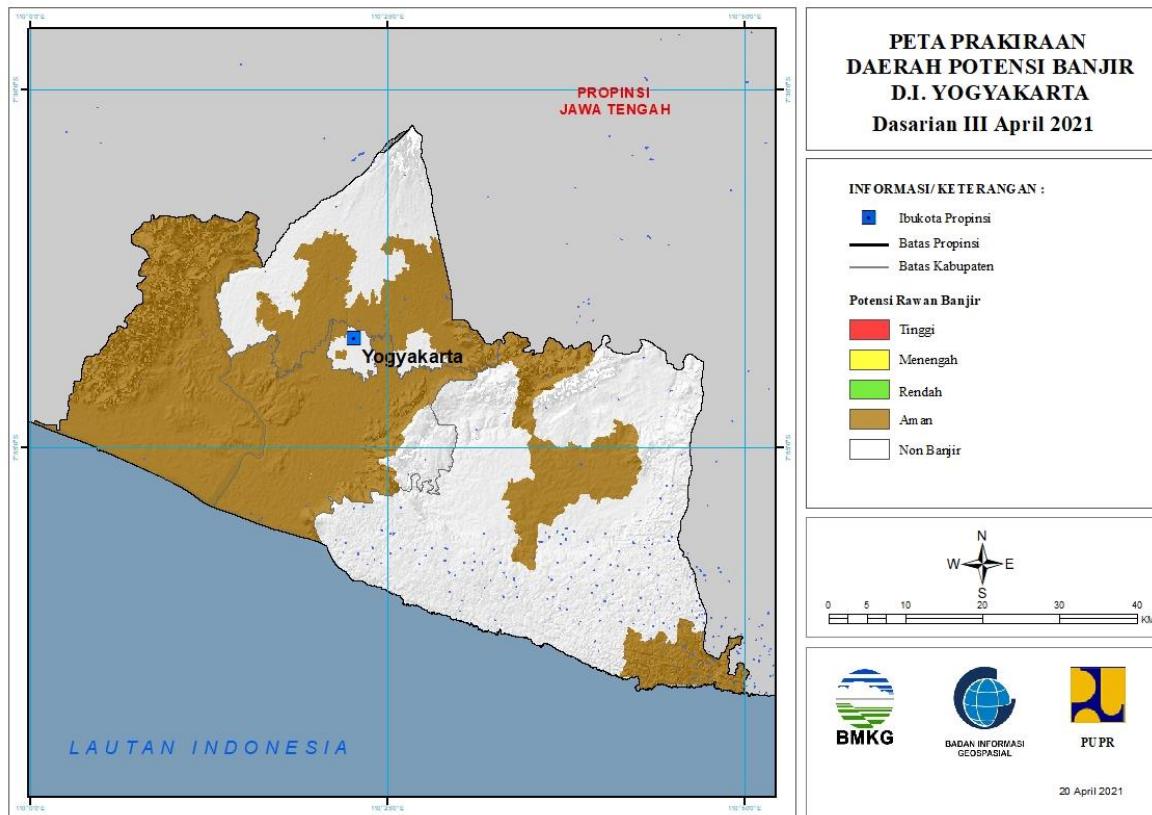 PETA PRAKIRAAN
DAERAH POTENSI BANJIR
D.I. YOGYAKARTA
Dasarian III April 2021
INFORMASI/ KETERANGAN :
Ibukota Propinsi
Batas Propinsi
Batas Kabupaten
Potensi Rawan Banjir
Tinggi
Menengah
Rendah
Aman
Non Banjir
N
W E
S
0 5 10 20 30 40
KM
BMKG
BADAN INFORMASI
GEOSPASIAL
PUPR
20 April 2021
PROPINSI
JAWA TENGAH
Yogyakarta
LAUTAN INDONESIA